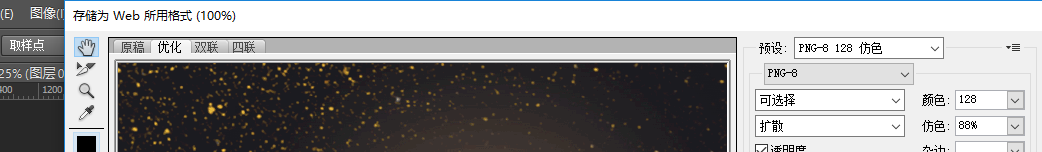 (E) 图像(
存储为 Web 所用格式 (100%)
取样点
25% (图层 0
400 1200
原稿 优化 双联 四联
预设: PNG-8 128 仿色
PNG-8
可选择 颜色: 128
扩散 仿色: 88%
透明度 杂边: